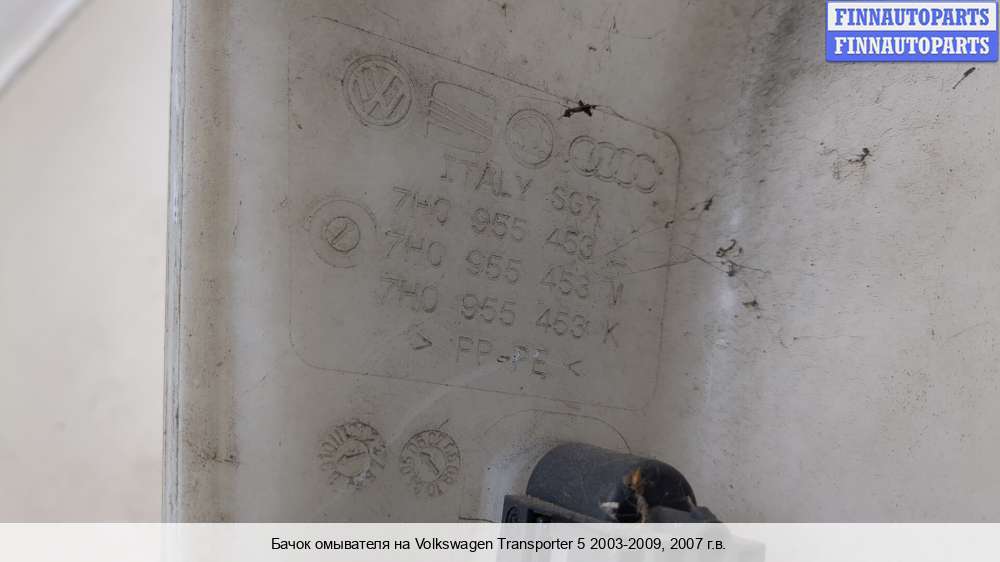 FINNAUTOPARTS
FINNAUTOPARTS
ITALY SG7
7H0 955 453
7H0 955 453
7H0 955 453 K
> PP-PE <
Бачок омывателя на Volkswagen Transporter 5 2003-2009, 2007 г.в.